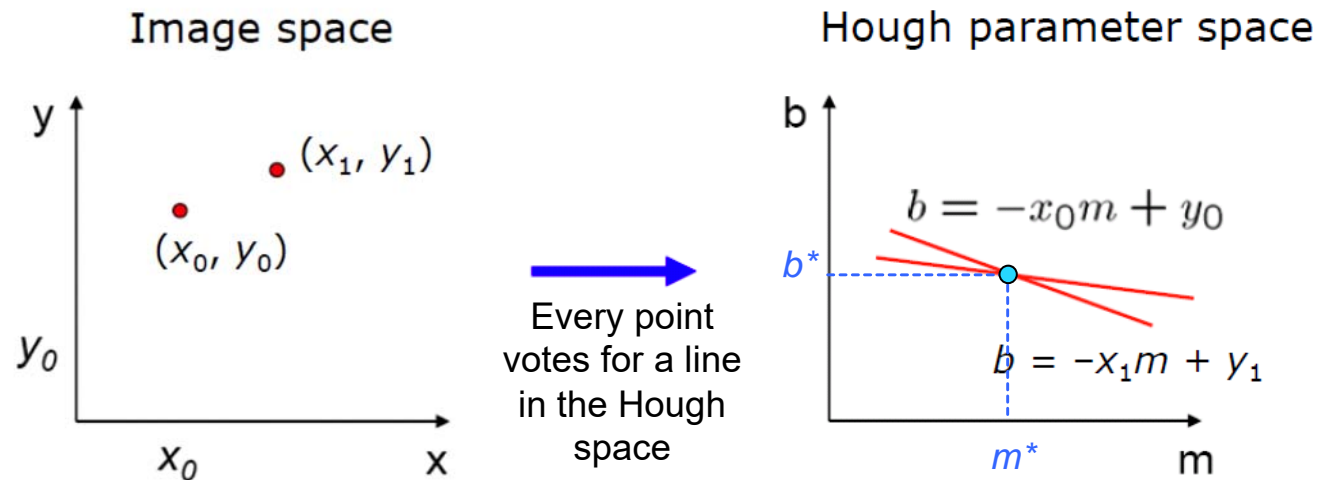 Image space
y
(x₁, y₁)
(x₀, y₀)
y₀
x₀
x
Every point
votes for a line
in the Hough
space
Hough parameter space
b
b = −x₀m + y₀
b*
b = −x₁m + y₁
m*
m